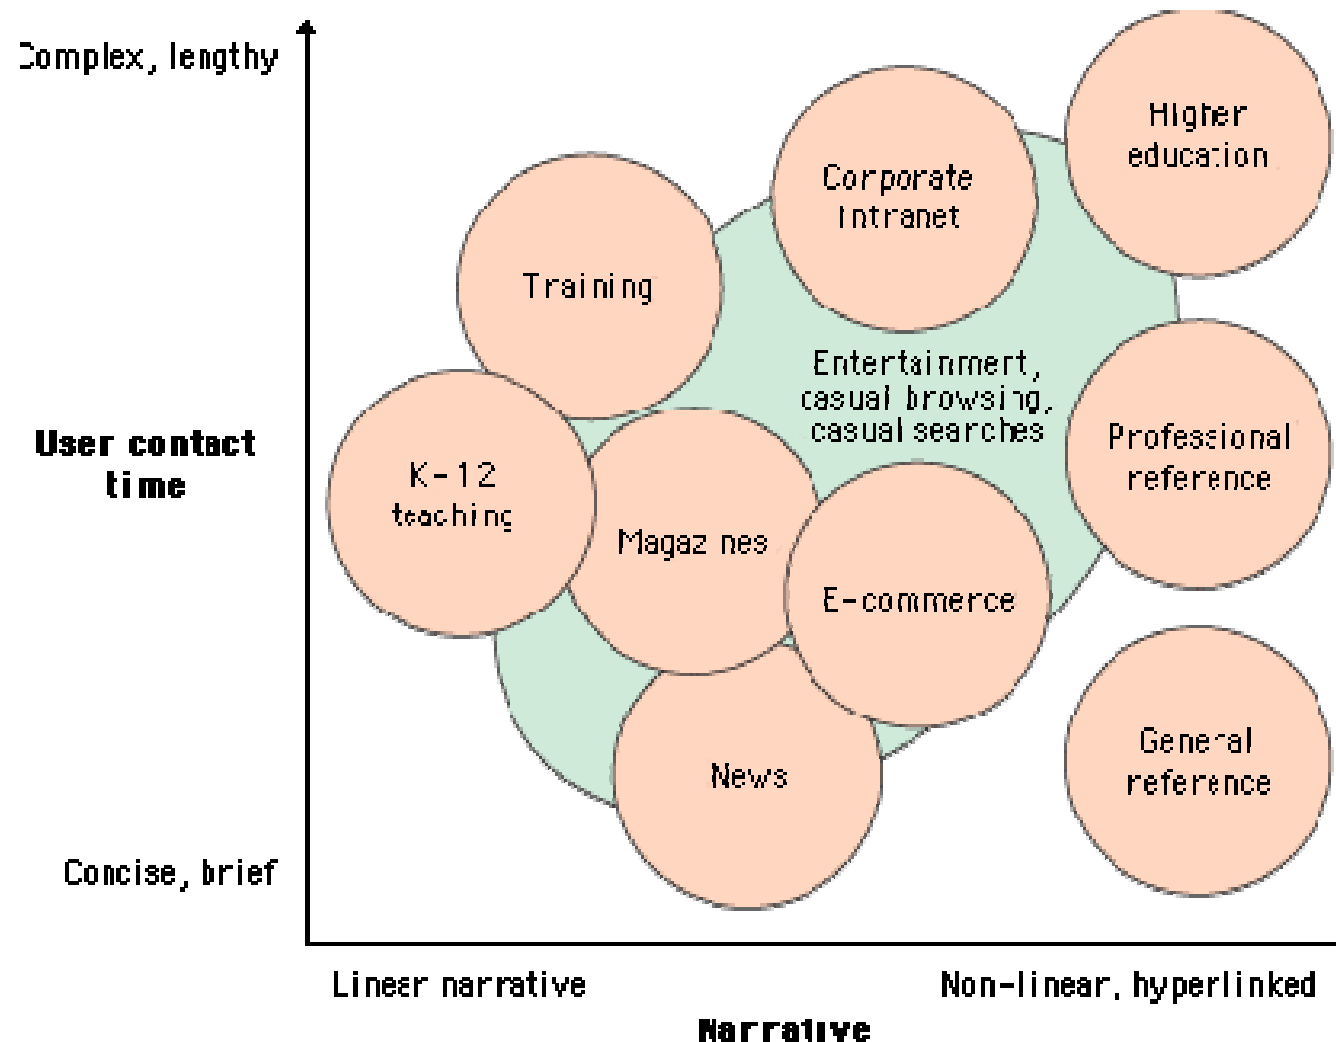 Complex, lengthy
Higher
education
Corporate
Intranet
Training
Entertainment,
casual browsing,
casual searches
User contact
time
K-12
teaching
Professional
reference
Magazines
E-commerce
General
reference
News
Concise, brief
Linear narrative
Non-linear, hyperlinked
Narrative